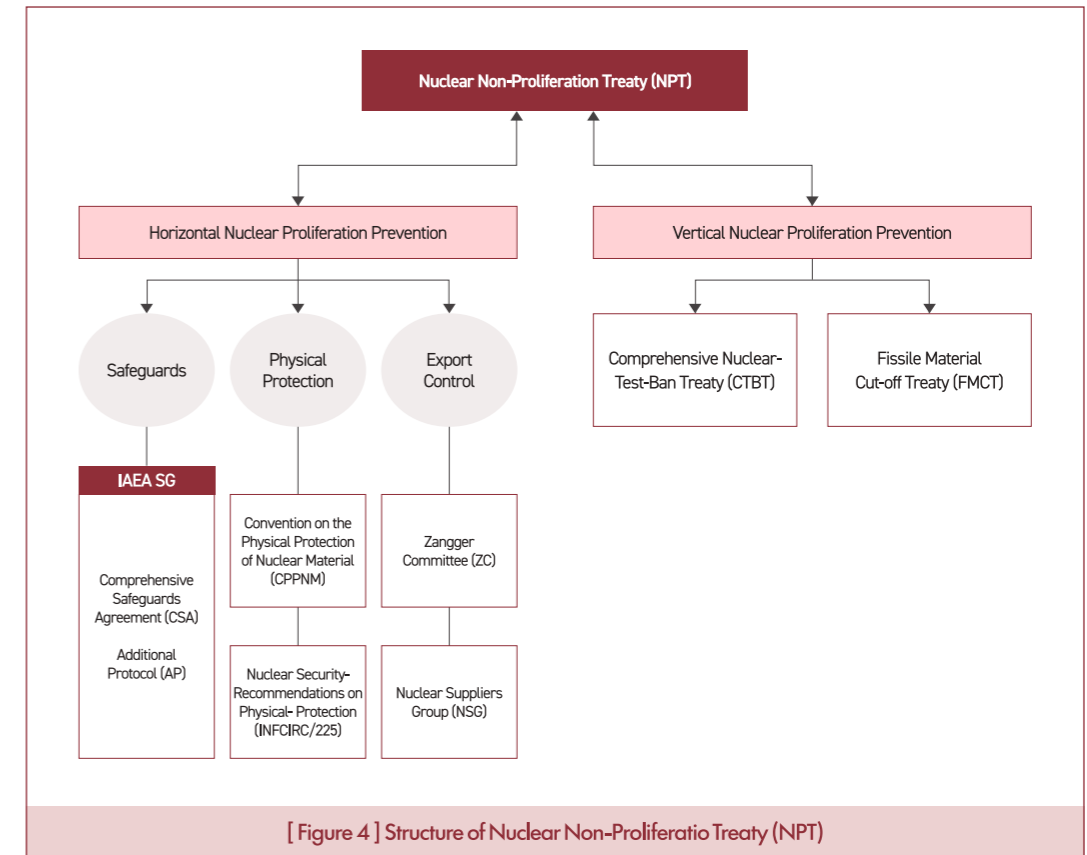 Nuclear Non-Proliferation Treaty (NPT)
Horizontal Nuclear Proliferation Prevention
Vertical Nuclear Proliferation Prevention
Safeguards
Physical
Protection
Export
Control
Comprehensive Nuclear-
Test-Ban Treaty (CTBT)
Fissile Material
Cut-off Treaty (FMCT)
IAEA SG
Comprehensive
Safeguards
Agreement (CSA)
Additional
Protocol (AP)
Convention on the
Physical Protection
of Nuclear Material
(CPPNM)
Zangger
Committee (ZC)
Nuclear Security-
Recommendations on
Physical- Protection
(INFCIRC/225)
Nuclear Suppliers
Group (NSG)
[ Figure 4 ] Structure of Nuclear Non-Proliferatio Treaty (NPT)